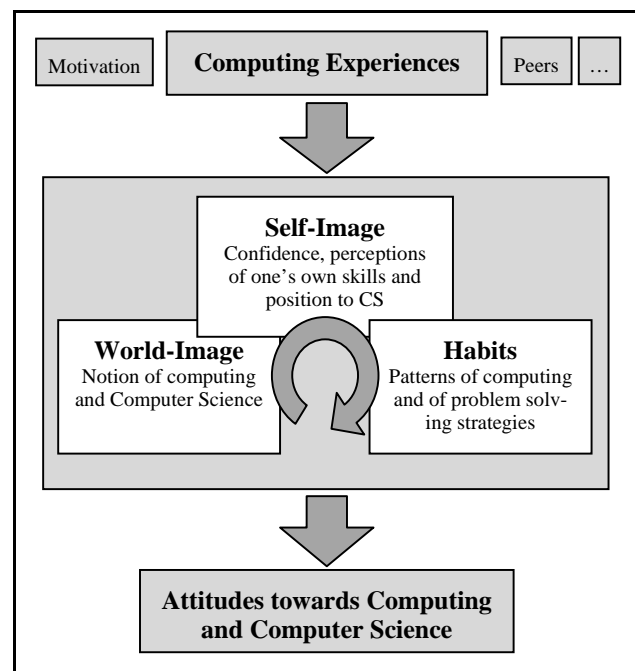 Motivation
Computing Experiences
Peers
…
Self-Image
Confidence, perceptions
of one's own skills and
position to CS
World-Image
Notion of computing
and Computer Science
Habits
Patterns of computing
and of problem solv-
ing strategies
Attitudes towards Computing
and Computer Science